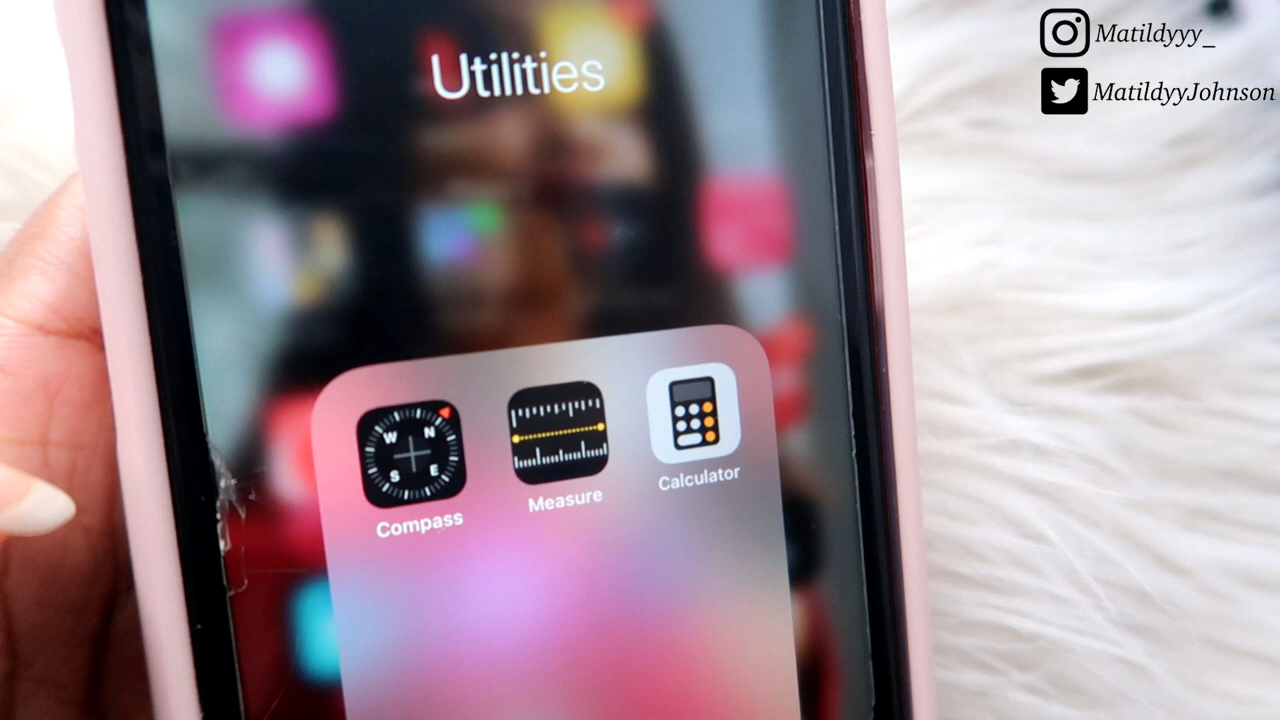 Matildyyy_
MatildyyJohnson
Utilities
W N
S E
Compass
Measure
Calculator